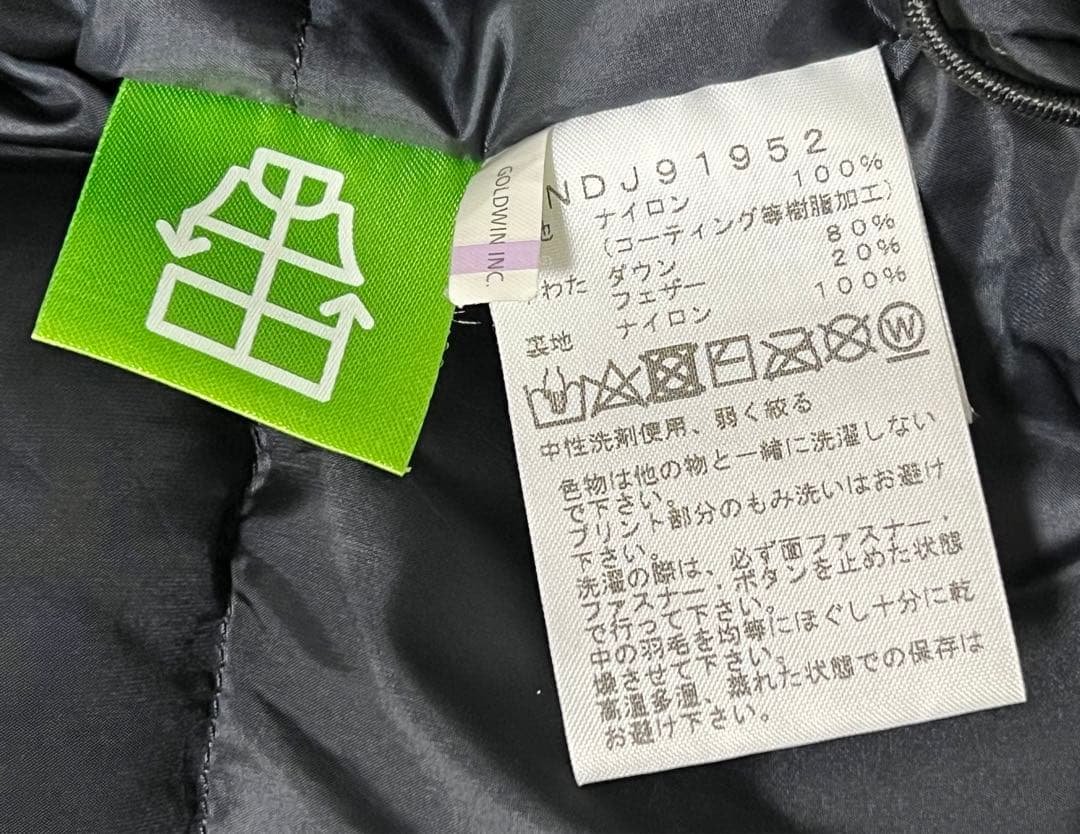 GOLDWIN INC.
NDJ91952
ナイロン 100%
(コーティング等樹脂加工)
わた ダウン 80%
フェザー 20%
裏地 ナイロン 100%
W
中性洗剤使用、弱く絞る
色物は他の物と一緒に洗濯しない
で下さい。
プリント部分のもみ洗いはお避け
下さい。
洗濯の際は、必ず面ファスナー・
ファスナー・ボタンを止めた状態
で行って下さい。
中の羽毛を均等にほぐし十分に乾
燥させて下さい。
高温多湿、濡れた状態での保存は
お避け下さい。